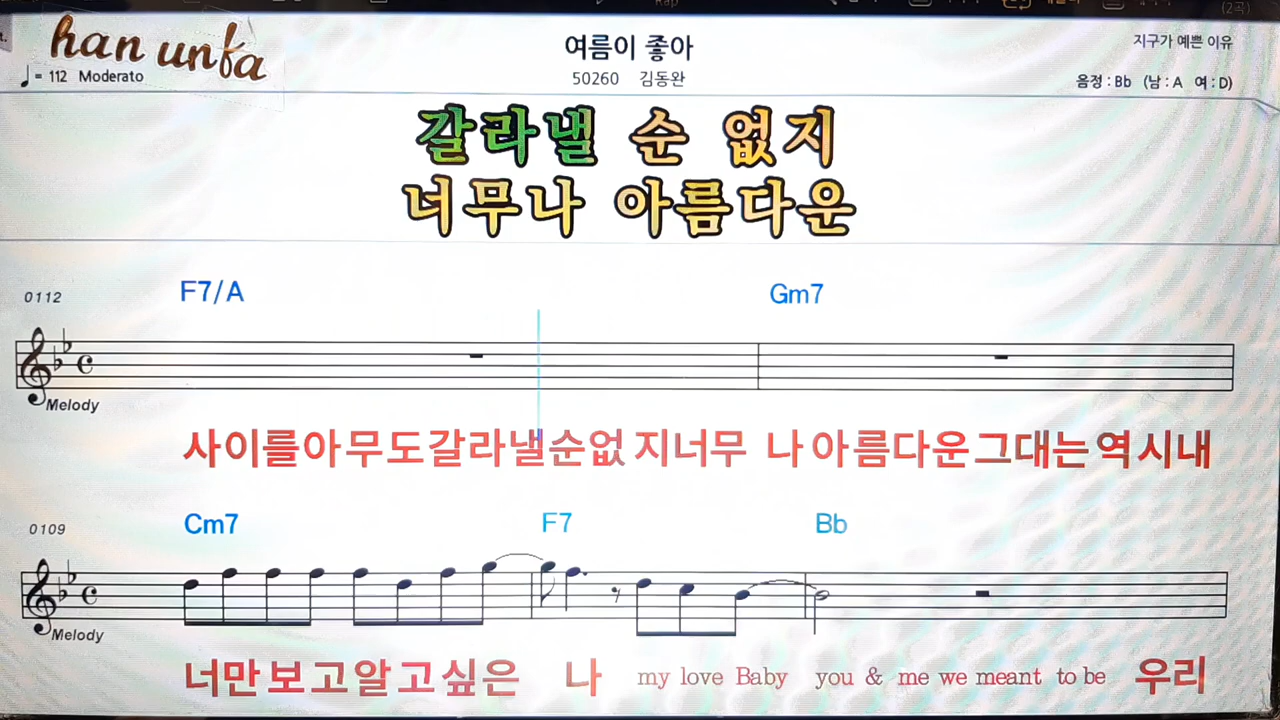 han unfa
여름이 좋아
지구가 예쁜 이유
♩= 112 Moderato
50260 김동완
음정 : Bb (남 : A 여 : D)
갈라낼 순 없지
너무나 아름다운
0112 F7/A Gm7
Melody
사이를아무도갈라낼순없 지너무 나아름다운그대는역시내
0109 Cm7 F7 Bb
Melody
너만보고알고싶은 나 my love Baby you & me we meant to be 우리